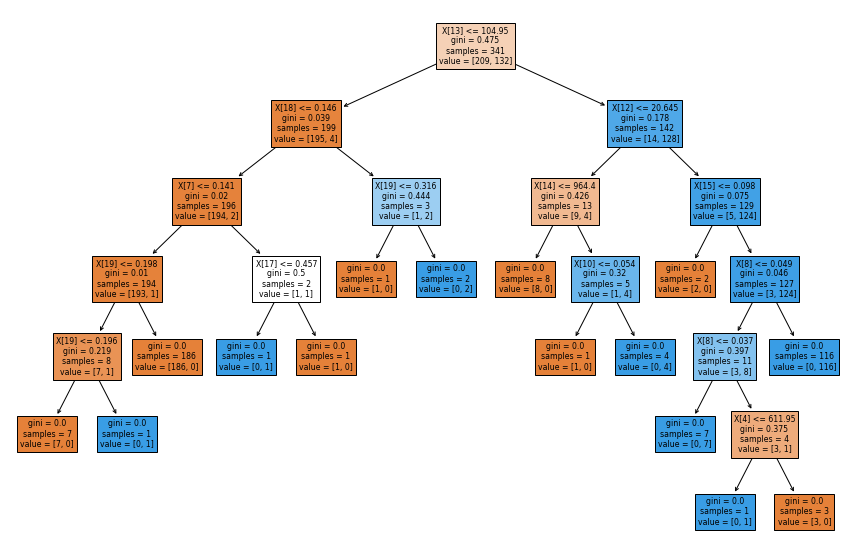 X[13] <= 104.95
gini = 0.475
samples = 341
value = [209, 132]
X[18] <= 0.146
gini = 0.039
samples = 199
value = [195, 4]
X[12] <= 20.645
gini = 0.178
samples = 142
value = [14, 128]
X[7] <= 0.141
gini = 0.02
samples = 196
value = [194, 2]
X[19] <= 0.316
gini = 0.444
samples = 3
value = [1, 2]
X[14] <= 964.4
gini = 0.426
samples = 13
value = [9, 4]
X[15] <= 0.098
gini = 0.075
samples = 129
value = [5, 124]
X[19] <= 0.198
gini = 0.01
samples = 194
value = [193, 1]
X[17] <= 0.457
gini = 0.5
samples = 2
value = [1, 1]
gini = 0.0
samples = 1
value = [1, 0]
gini = 0.0
samples = 2
value = [0, 2]
gini = 0.0
samples = 8
value = [8, 0]
X[10] <= 0.054
gini = 0.32
samples = 5
value = [1, 4]
gini = 0.0
samples = 2
value = [2, 0]
X[8] <= 0.049
gini = 0.046
samples = 127
value = [3, 124]
X[19] <= 0.196
gini = 0.219
samples = 8
value = [7, 1]
gini = 0.0
samples = 186
value = [186, 0]
gini = 0.0
samples = 1
value = [0, 1]
gini = 0.0
samples = 1
value = [1, 0]
gini = 0.0
samples = 1
value = [1, 0]
gini = 0.0
samples = 4
value = [0, 4]
X[8] <= 0.037
gini = 0.397
samples = 11
value = [3, 8]
gini = 0.0
samples = 116
value = [0, 116]
gini = 0.0
samples = 7
value = [7, 0]
gini = 0.0
samples = 1
value = [0, 1]
gini = 0.0
samples = 7
value = [0, 7]
X[4] <= 611.95
gini = 0.375
samples = 4
value = [3, 1]
gini = 0.0
samples = 1
value = [0, 1]
gini = 0.0
samples = 3
value = [3, 0]